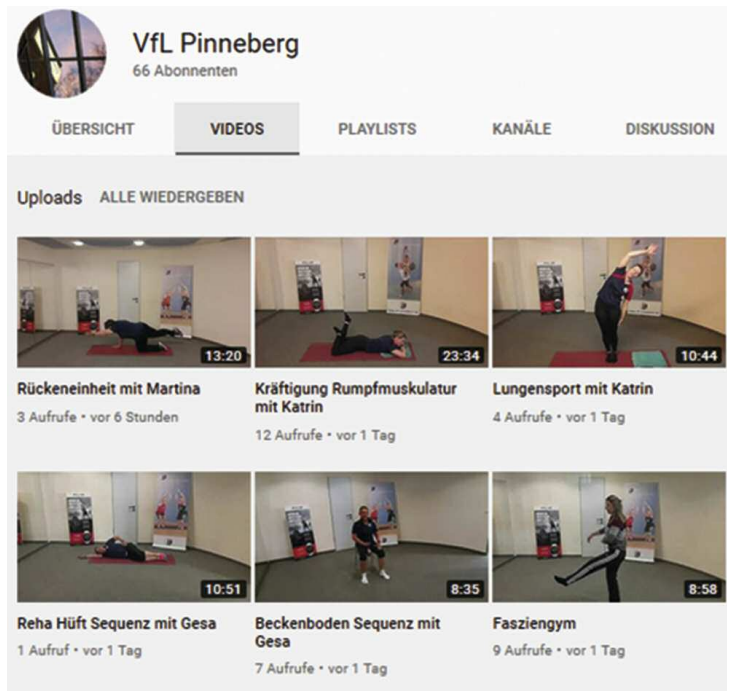 VfL Pinneberg
66 Abonnenten
ÜBERSICHT
VIDEOS
PLAYLISTS
KANÄLE
DISKUSSION
Uploads
ALLE WIEDERGEBEN
13:20
Rückeneinheit mit Martina
3 Aufrufe • vor 6 Stunden
23:34
Kräftigung Rumpfmuskulatur
mit Katrin
12 Aufrufe • vor 1 Tag
10:44
Lungensport mit Katrin
4 Aufrufe • vor 1 Tag
10:51
Reha Hüft Sequenz mit Gesa
1 Aufruf • vor 1 Tag
8:35
Beckenboden Sequenz mit
Gesa
7 Aufrufe • vor 1 Tag
8:58
Fasziengym
9 Aufrufe • vor 1 Tag